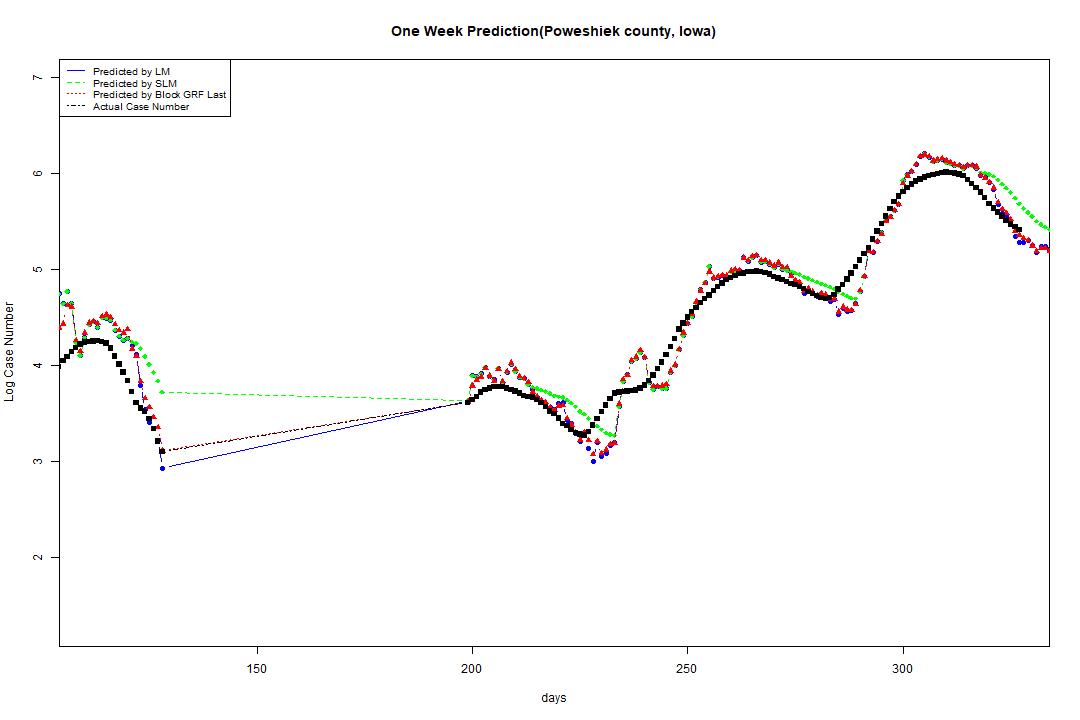 One Week Prediction(Poweshiek county, Iowa)
Predicted by LM
Predicted by SLM
Predicted by Block GRF Last
Actual Case Number
7
6
5
4
3
2
Log Case Number
150 200 250 300
days